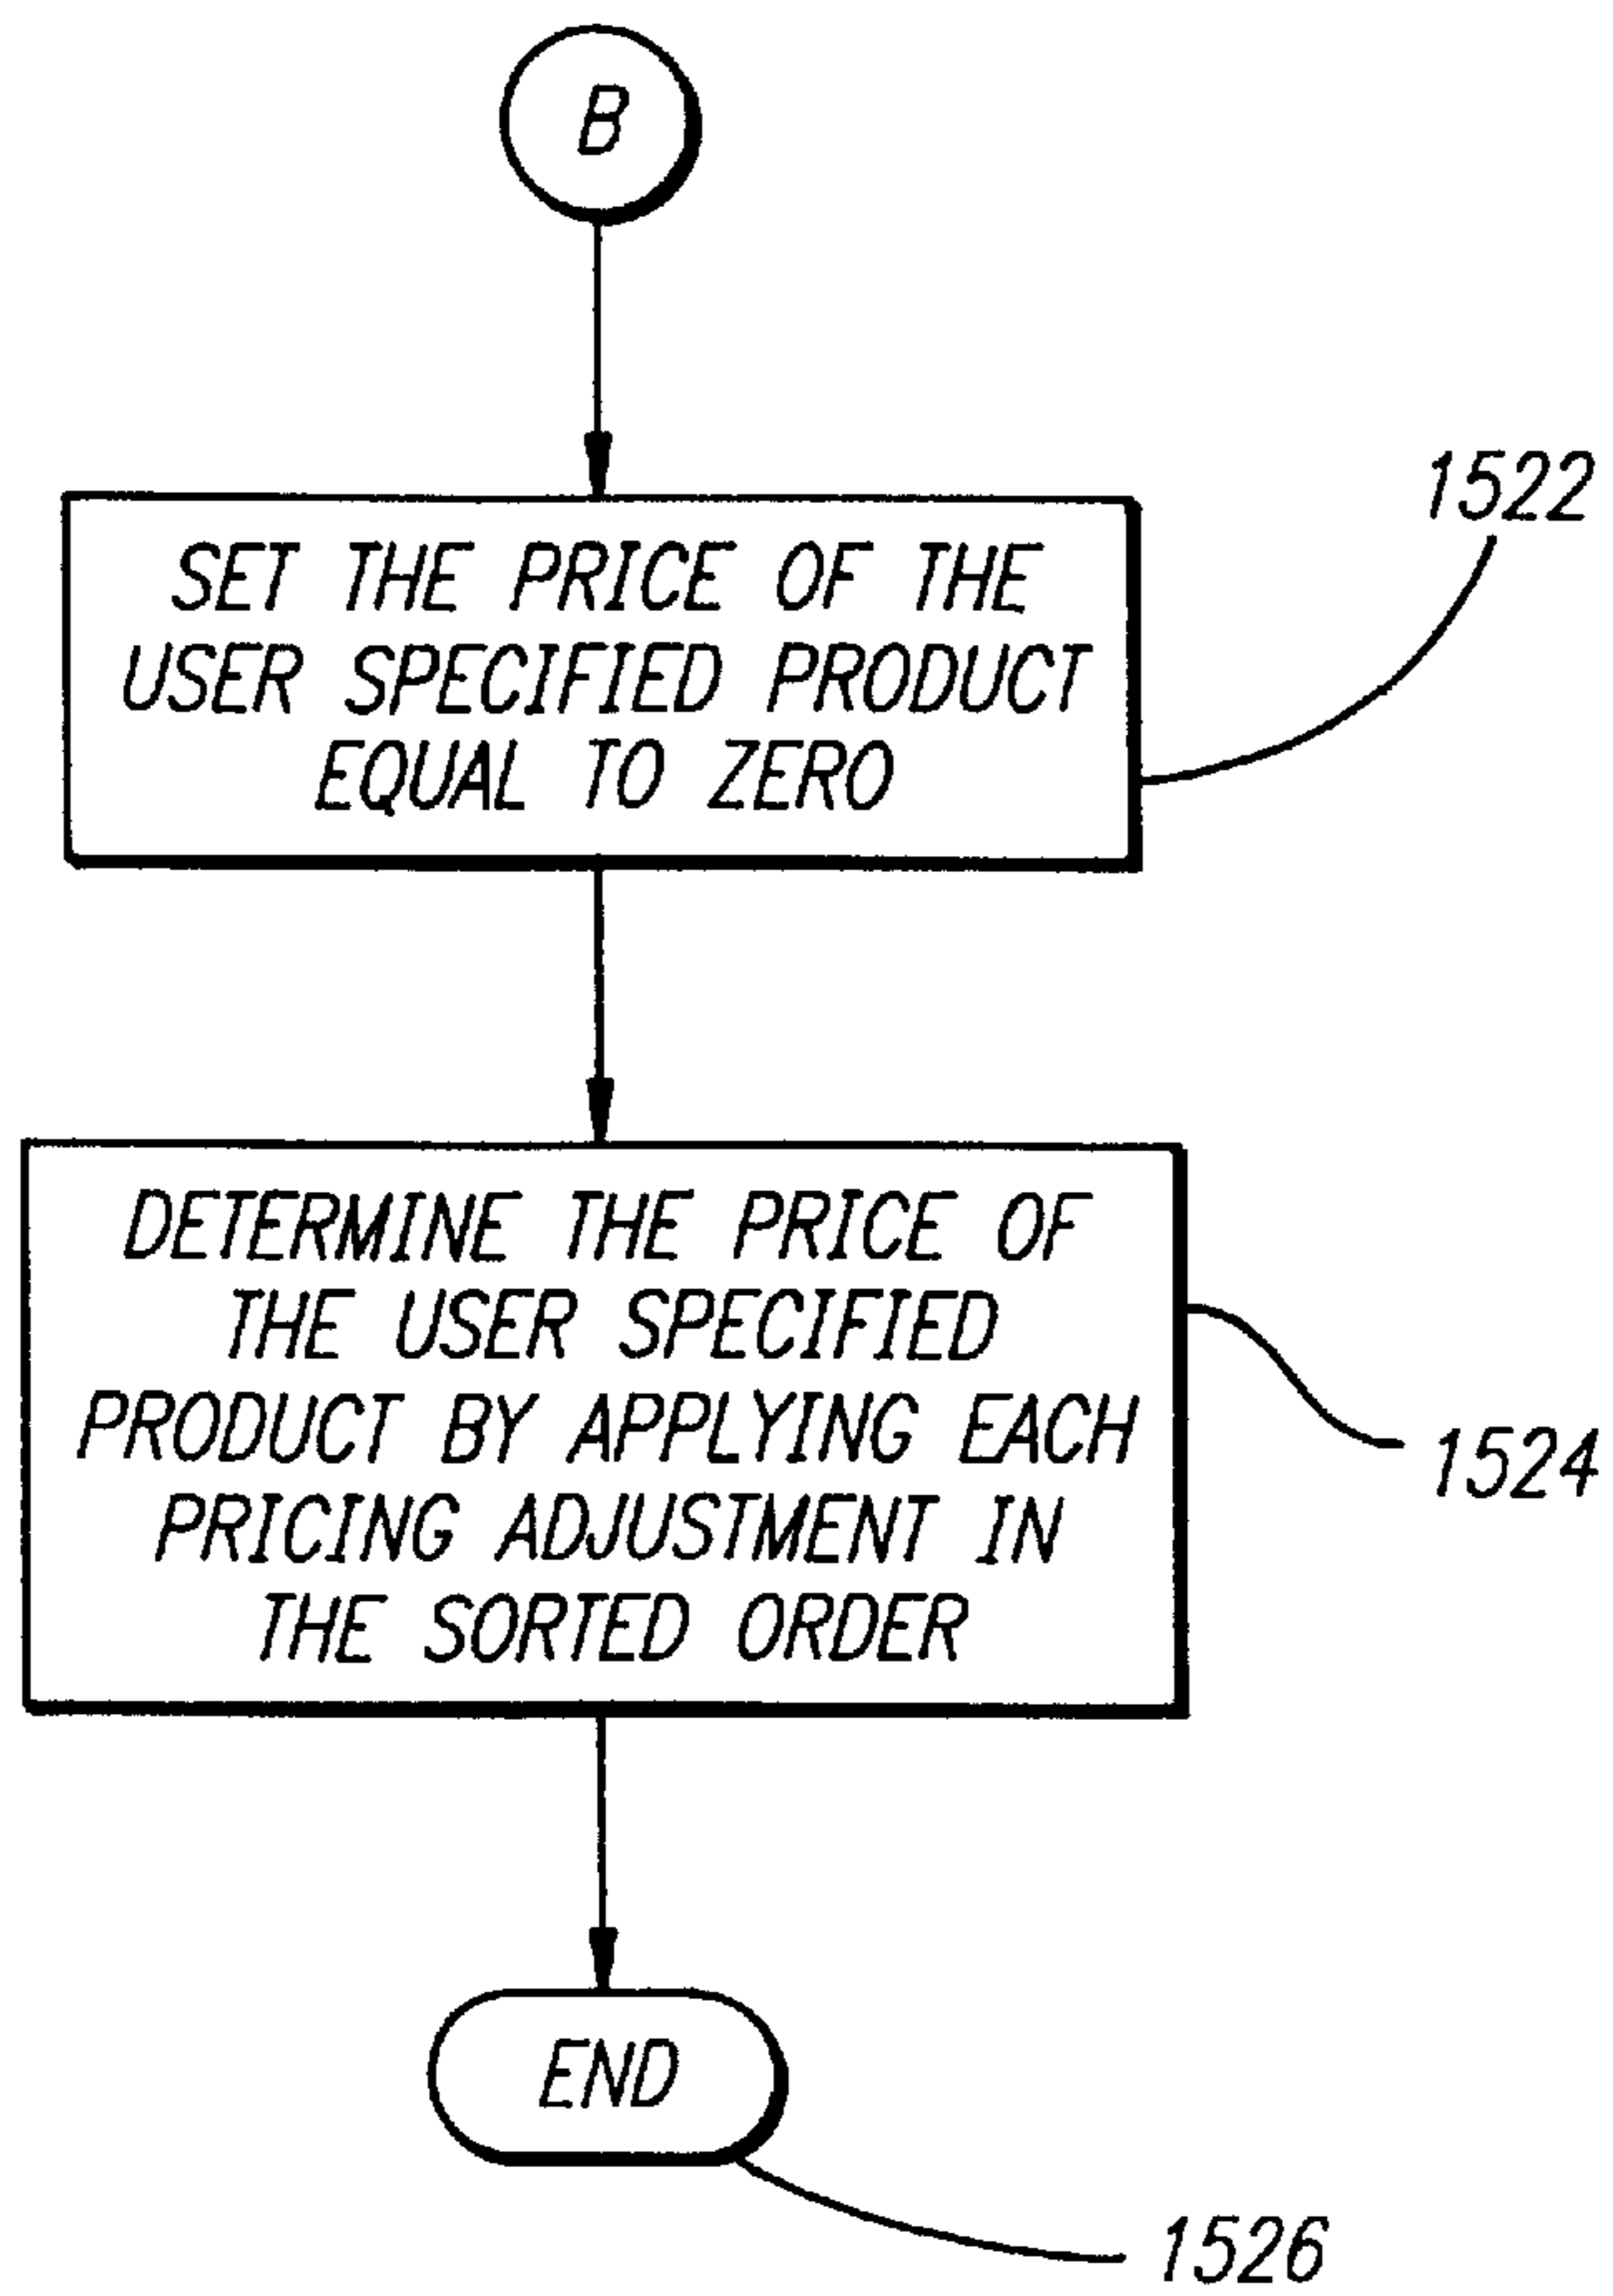 B
1522
SET THE PRICE OF THE
USER SPECIFIED PRODUCT
EQUAL TO ZERO
DETERMINE THE PRICE OF
THE USER SPECIFIED
PRODUCT BY APPLYING EACH
PRICING ADJUSTMENT IN
THE SORTED ORDER
1524
END
1526